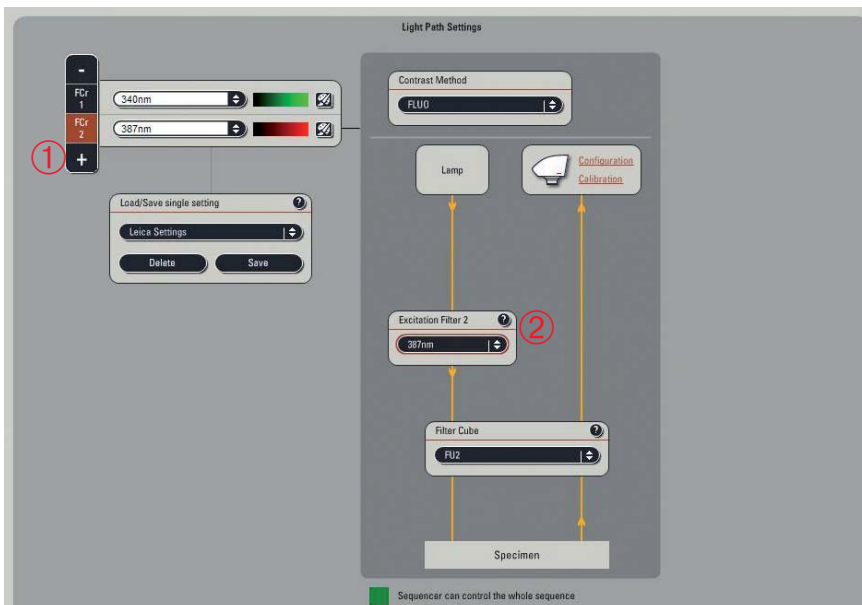 Light Path Settings
-
FCr
1
340nm
FCr
2
387nm
①
+
Load/Save single setting
?
Leica Settings
Delete
Save
Contrast Method
FLUO
Lamp
Configuration
Calibration
Excitation Filter 2
?
②
387nm
Filter Cube
?
FU2
Specimen
Sequencer can control the whole sequence